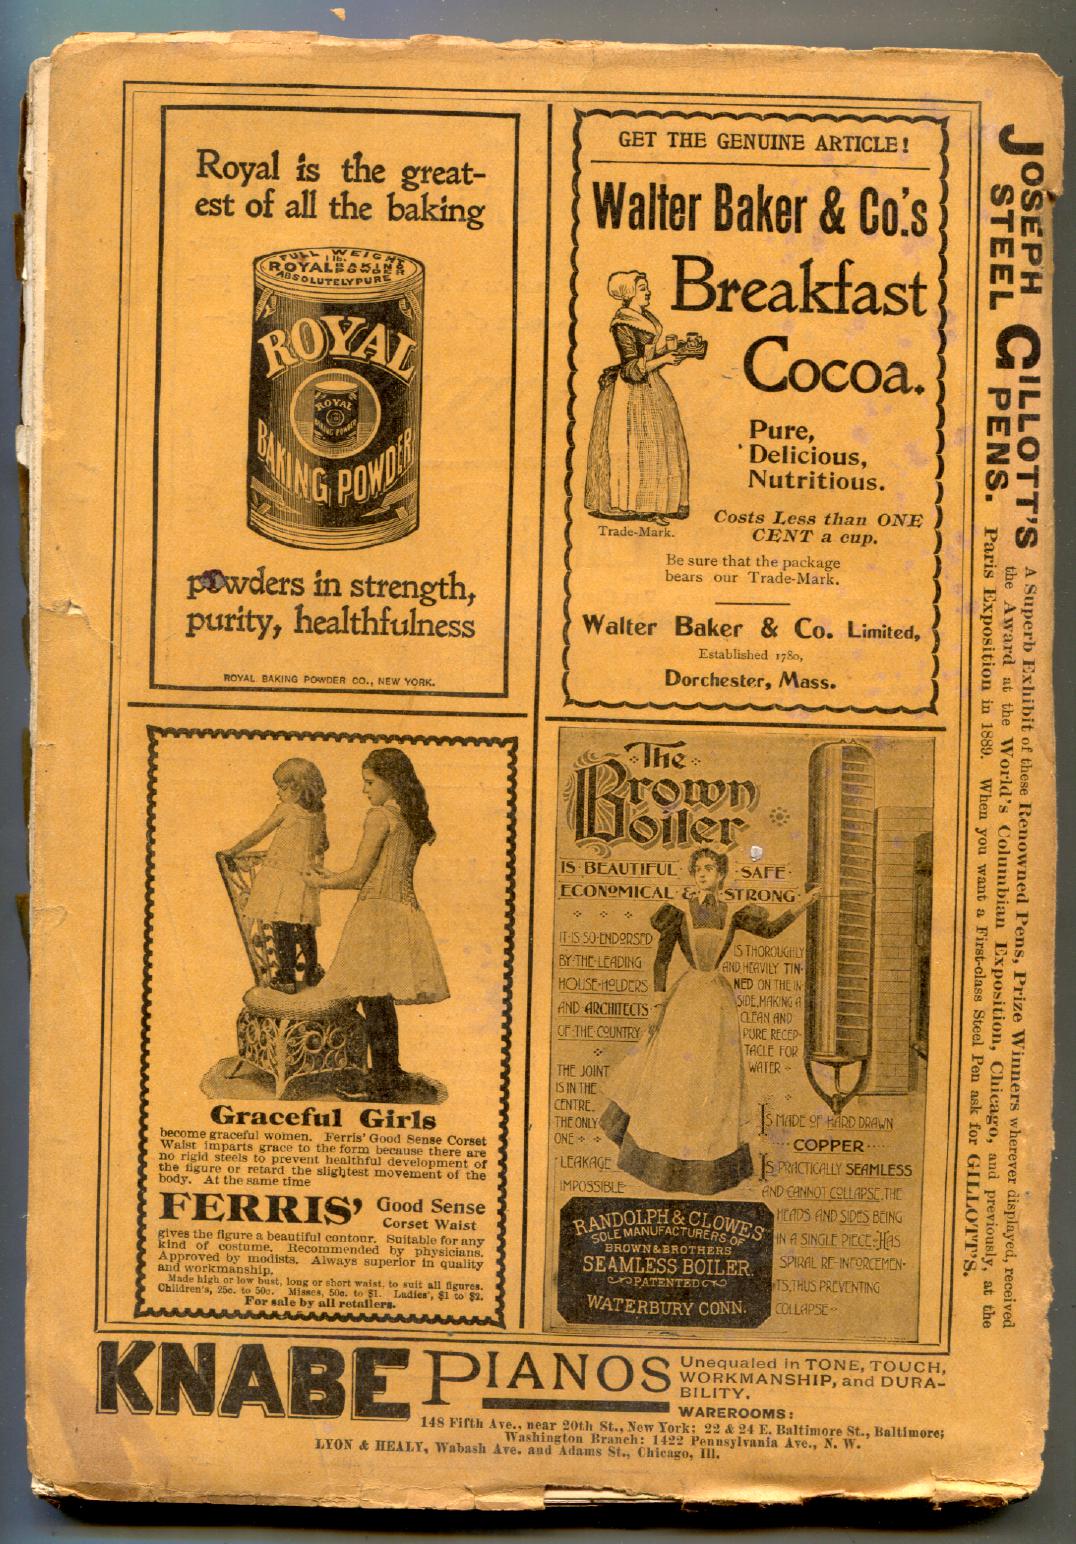 Royal is the great-
est of all the baking
FULL WEIGHT
1 lb.
ROYAL BAKING POWDER
ABSOLUTELY PURE
ROYAL
ROYAL
BAKING POWDER
BAKING POWDER
powders in strength,
purity, healthfulness
ROYAL BAKING POWDER CO., NEW YORK.
GET THE GENUINE ARTICLE!
Walter Baker & Co.'s
Breakfast
Cocoa.
Pure,
Delicious,
Nutritious.
Costs Less than ONE
CENT a cup.
Trade-Mark.
Be sure that the package
bears our Trade-Mark.
Walter Baker & Co. Limited,
Established 1780,
Dorchester, Mass.
Graceful Girls
become graceful women. Ferris' Good Sense Corset
Waist imparts grace to the form because there are
no rigid steels to prevent healthful development of
the figure or retard the slightest movement of the
body. At the same time
FERRIS' Good Sense
Corset Waist
gives the figure a beautiful contour. Suitable for any
kind of costume. Recommended by physicians.
Approved by modists. Always superior in quality
and workmanship.
Made high or low bust, long or short waist, to suit all figures.
Children's, 25c. to 50c. Misses, 50c. to $1. Ladies', $1 to $2.
For sale by all retailers.
The
Brown
Boiler
IS BEAUTIFUL SAFE
ECONOMICAL & STRONG
IT IS SO ENDORSED
BY THE LEADING
HOUSE-HOLDERS
AND ARCHITECTS
OF THE COUNTRY
THE JOINT
IS IN THE
CENTRE.
THE ONLY
ONE
LEAKAGE
IMPOSSIBLE
IS THOROUGHLY
AND HEAVILY TIN-
NED ON THE IN-
SIDE, MAKING A
CLEAN AND
PURE RECEP-
TACLE FOR
WATER
IS MADE OF HARD DRAWN
COPPER
IS PRACTICALLY SEAMLESS
AND CANNOT COLLAPSE, THE
HEADS AND SIDES BEING
IN A SINGLE PIECE - HAS
SPIRAL RE-INFORCEMEN-
TS, THUS PREVENTING
COLLAPSE
RANDOLPH & CLOWES
SOLE MANUFACTURERS OF
BROWN & BROTHERS
SEAMLESS BOILER.
PATENTED
WATERBURY CONN.
JOSEPH GILLOTT'S
STEEL PENS.
A Superb Exhibit of these Renowned Pens, Prize Winners wherever displayed, received
the Award at the World's Columbian Exposition, Chicago, and previously, at the
Paris Exposition in 1889. When you want a First-class Steel Pen ask for GILLOTT'S.
KNABE PIANOS
Unequaled in TONE, TOUCH,
WORKMANSHIP, and DURA-
BILITY.
WAREROOMS:
148 Fifth Ave., near 20th St., New York; 22 & 24 E. Baltimore St., Baltimore;
Washington Branch: 1422 Pennsylvania Ave., N. W.
LYON & HEALY, Wabash Ave. and Adams St., Chicago, Ill.